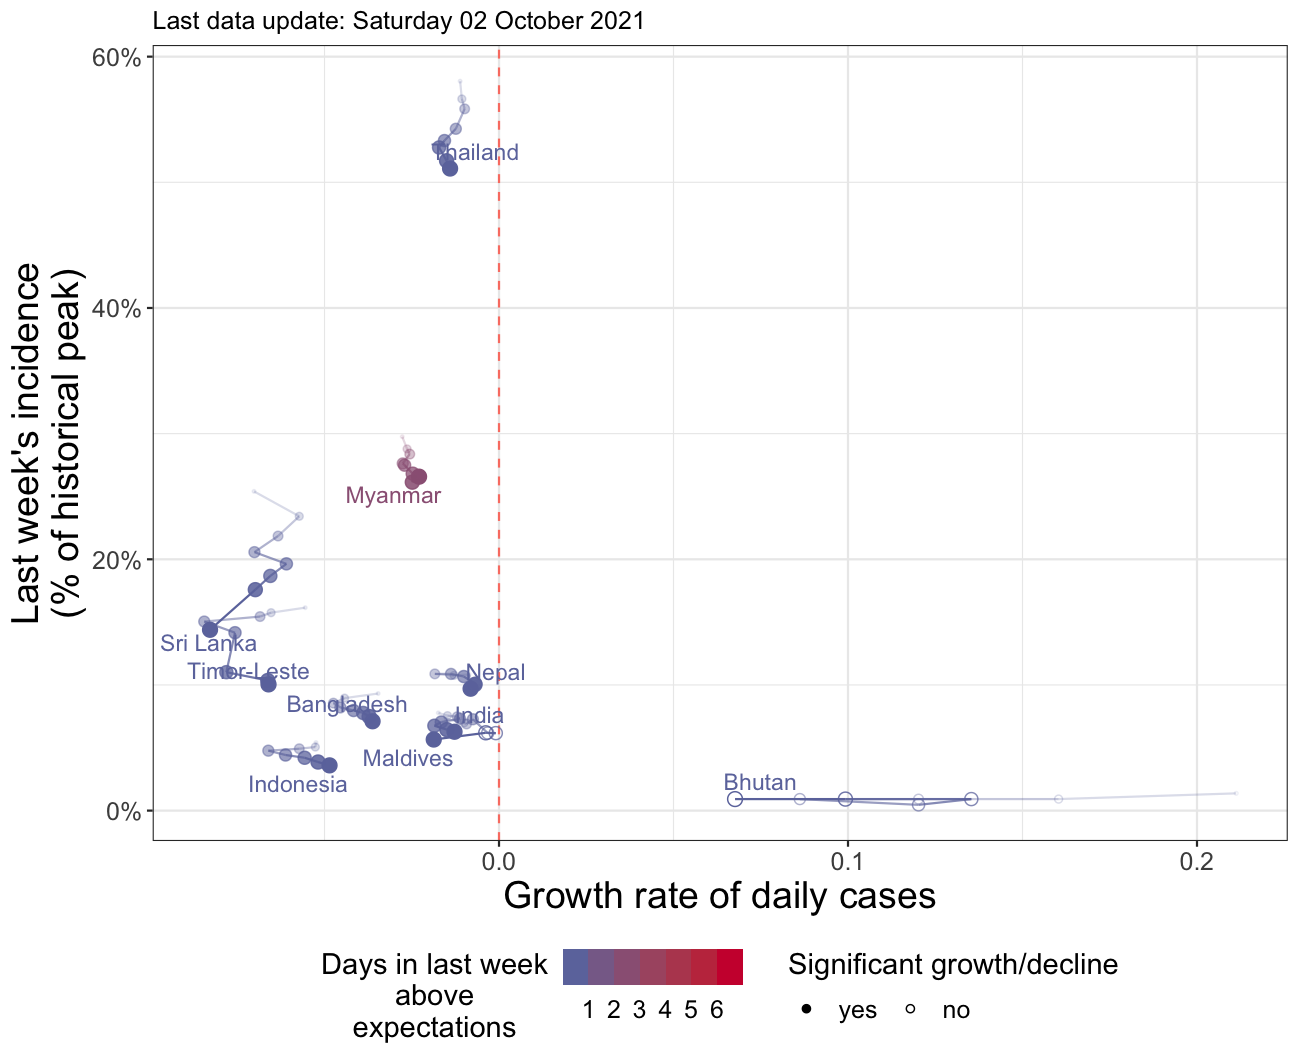 Last data update: Saturday 02 October 2021
Last week's incidence
(% of historical peak)
60%
40%
20%
0%
Thailand
Myanmar
Sri Lanka
Timor-Leste
Nepal
Bangladesh
India
Maldives
Indonesia
Bhutan
0.0
0.1
0.2
Growth rate of daily cases
Days in last week
above
expectations
1 2 3 4 5 6
Significant growth/decline
yes
no